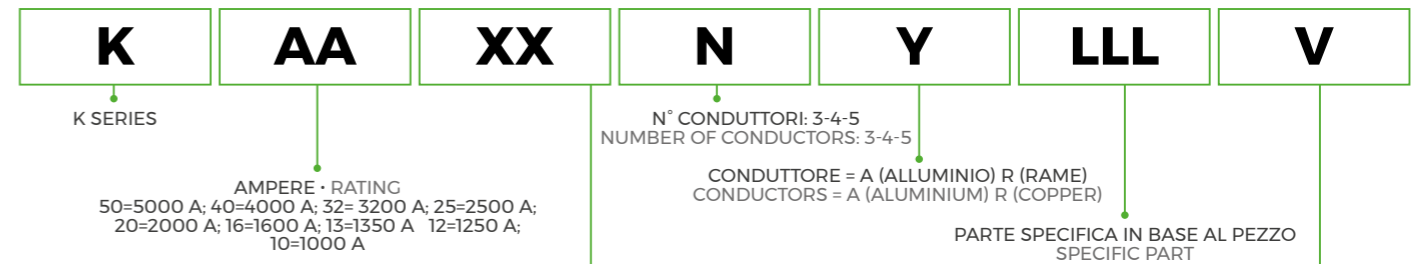 K AA XX N Y LLL V
K SERIES
N° CONDUTTORI: 3-4-5
NUMBER OF CONDUCTORS: 3-4-5
CONDUTTORE = A (ALLUMINIO) R (RAME)
CONDUCTORS = A (ALUMINIUM) R (COPPER)
AMPERE • RATING
50=5000 A; 40=4000 A; 32= 3200 A; 25=2500 A;
20=2000 A; 16=1600 A; 13=1350 A 12=1250 A;
10=1000 A
PARTE SPECIFICA IN BASE AL PEZZO
SPECIFIC PART